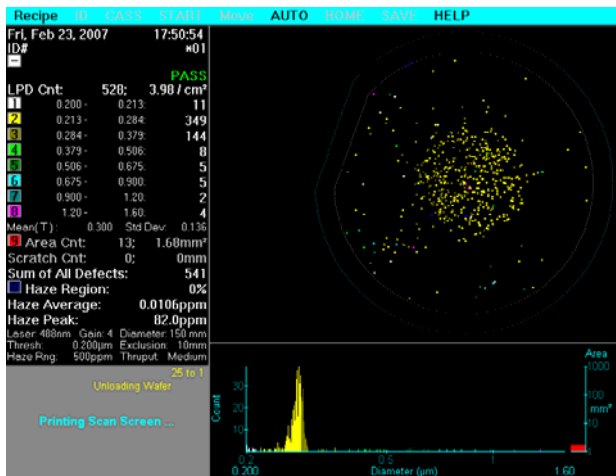 Recipe ID CASS START Move AUTO HOME SAVE HELP
Fri, Feb 23, 2007 17:50:54
ID# *01
PASS
LPD Cnt: 528; 3.98 / cm²
1 0.200 - 0.213: 11
2 0.213 - 0.284: 349
3 0.284 - 0.379: 144
4 0.379 - 0.506: 8
5 0.506 - 0.675: 5
6 0.675 - 0.900: 5
7 0.900 - 1.20: 2
8 1.20 - 1.60: 4
Mean(T): 0.300 Std Dev: 0.136
9 Area Cnt: 13; 1.68mm²
Scratch Cnt: 0; 0mm
Sum of All Defects: 541
Haze Region: 0%
Haze Average: 0.0106ppm
Haze Peak: 82.0ppm
Laser: 488nm Gain: 4 Diameter: 150 mm
Thresh: 0.200µm Exclusion: 10mm
Haze Rng: 500ppm Thruput: Medium
25 to 1
Unloading Wafer
Printing Scan Screen ...
Area
1000
mm²
4
Count
30
10
0.2 0.5 1.60
0.200 Diameter (µm) 1.60